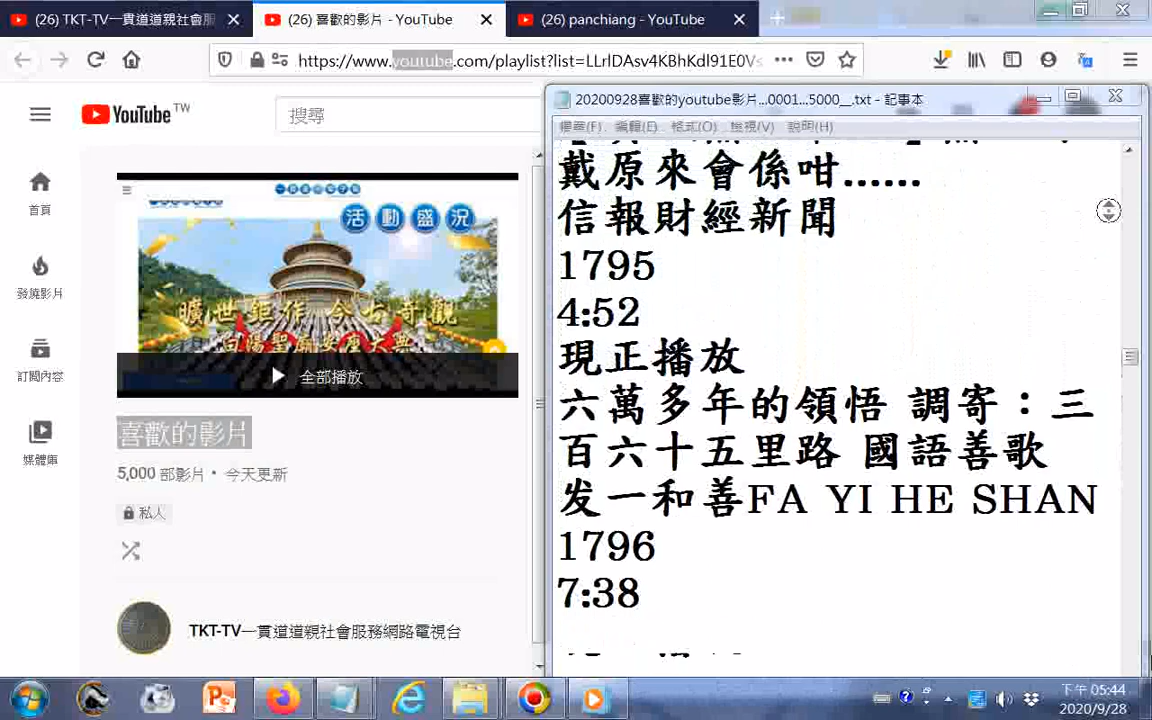 (26) TKT-TV一貫道道親社會服
(26) 喜歡的影片 - YouTube
(26) panchiang - YouTube
https://www.youtube.com/playlist?list=LLrlDAsv4KBhKdl91E0Vs
YouTube TW
搜尋
首頁
發燒影片
訂閱內容
媒體庫
活動盛況
曠世鉅作 今古奇觀
全部播放
喜歡的影片
5,000 部影片・今天更新
私人
TKT-TV一貫道道親社會服務網路電視台
20200928喜歡的youtube影片...0001...5000__.txt - 記事本
檔案(F) 編輯(E) 格式(O) 檢視(V) 說明(H)
戴原來會係咁......
信報財經新聞
1795
4:52
現正播放
六萬多年的領悟 調寄：三
百六十五里路 國語善歌
发一和善FA YI HE SHAN
1796
7:38
下午 05:44
2020/9/28